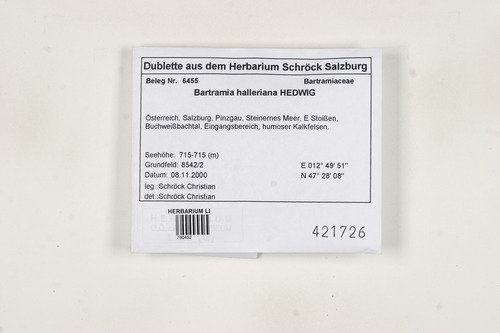 Dublette aus dem Herbarium Schröck Salzburg
Beleg Nr. 6455 Bartramiaceae
Bartramia halleriana HEDWIG
Österreich, Salzburg, Pinzgau, Steinernes Meer, E Stoißen,
Buchweißbachtal, Eingangsbereich, humoser Kalkfelsen.
Seehöhe: 715-715 (m) E 012° 49' 51"
Grundfeld: 8542/2 N 47° 28' 08"
Datum: 08.11.2000
leg.:Schröck Christian
det.:Schröck Christian
HERBARIUM LI
780452
421726